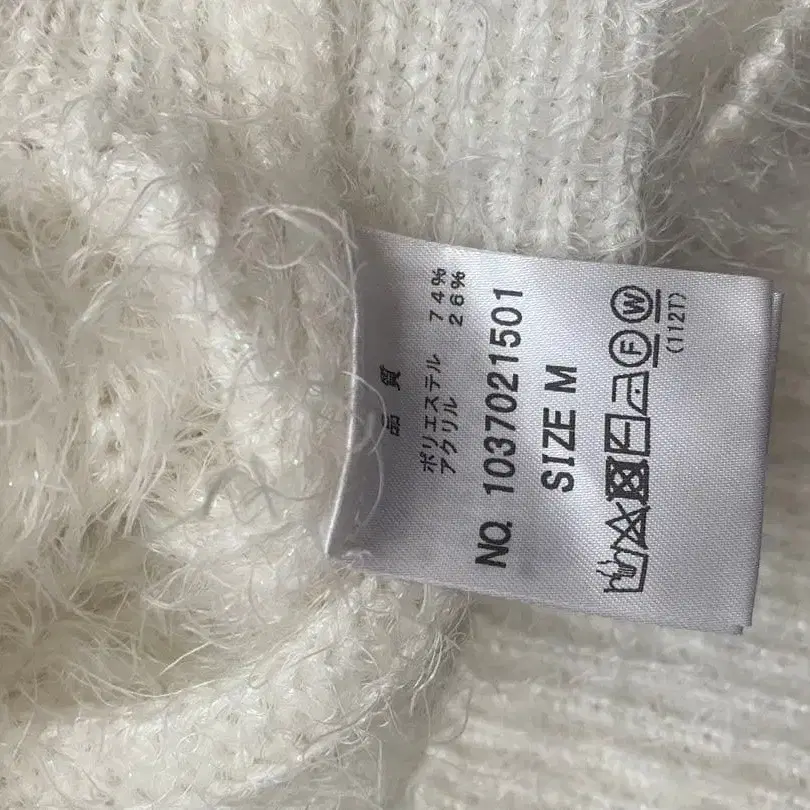 品 質
ポリエステル 74%
アクリル 26%
NO. 1037021501
SIZE M
F W
(112T)